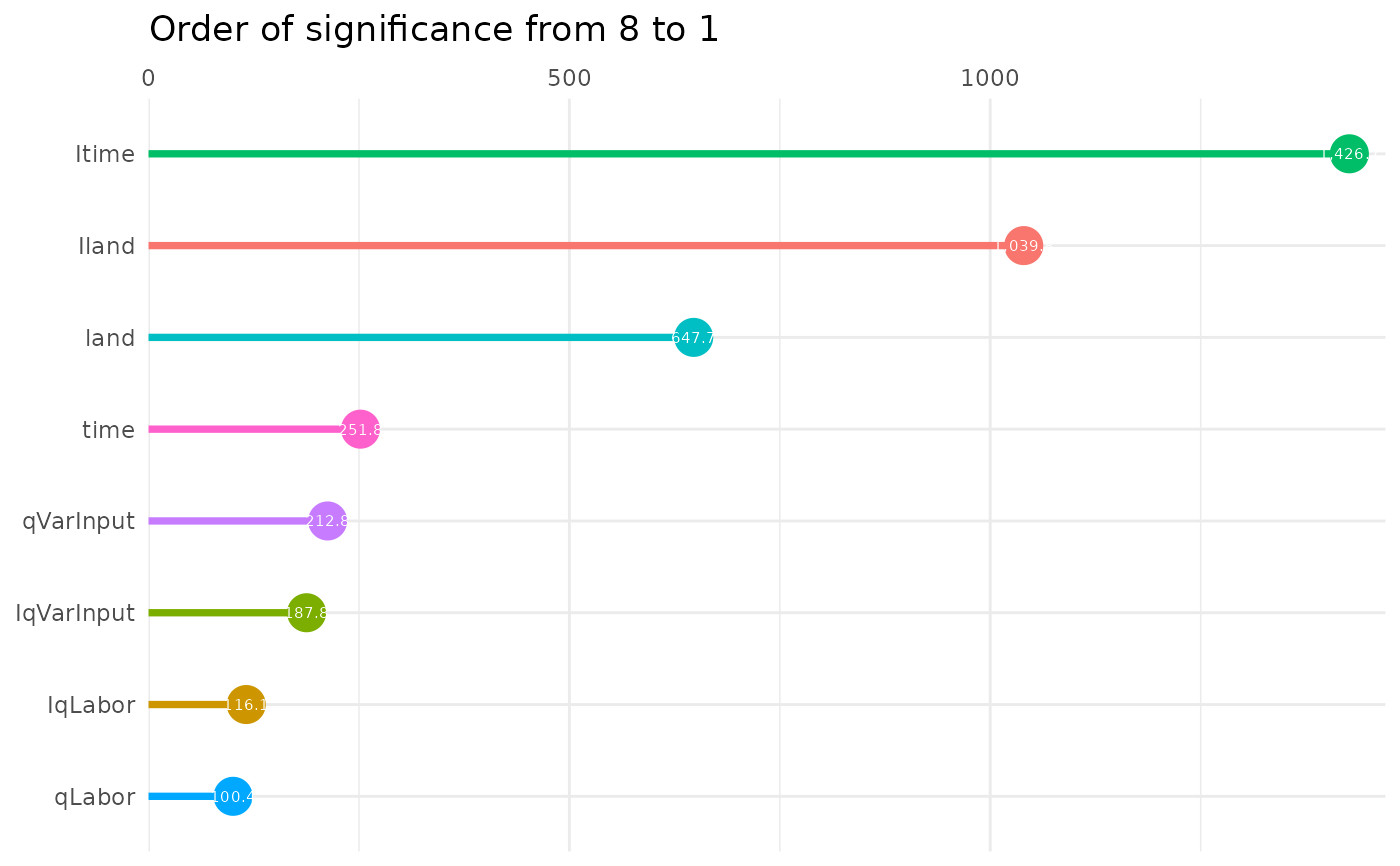 Order of significance from 8 to 1
0 500 1000
ltime
lland
land
time
qVarInput
lqVarInput
lqLabor
qLabor
647.7
251.8
212.8
187.8
116.1
100.4